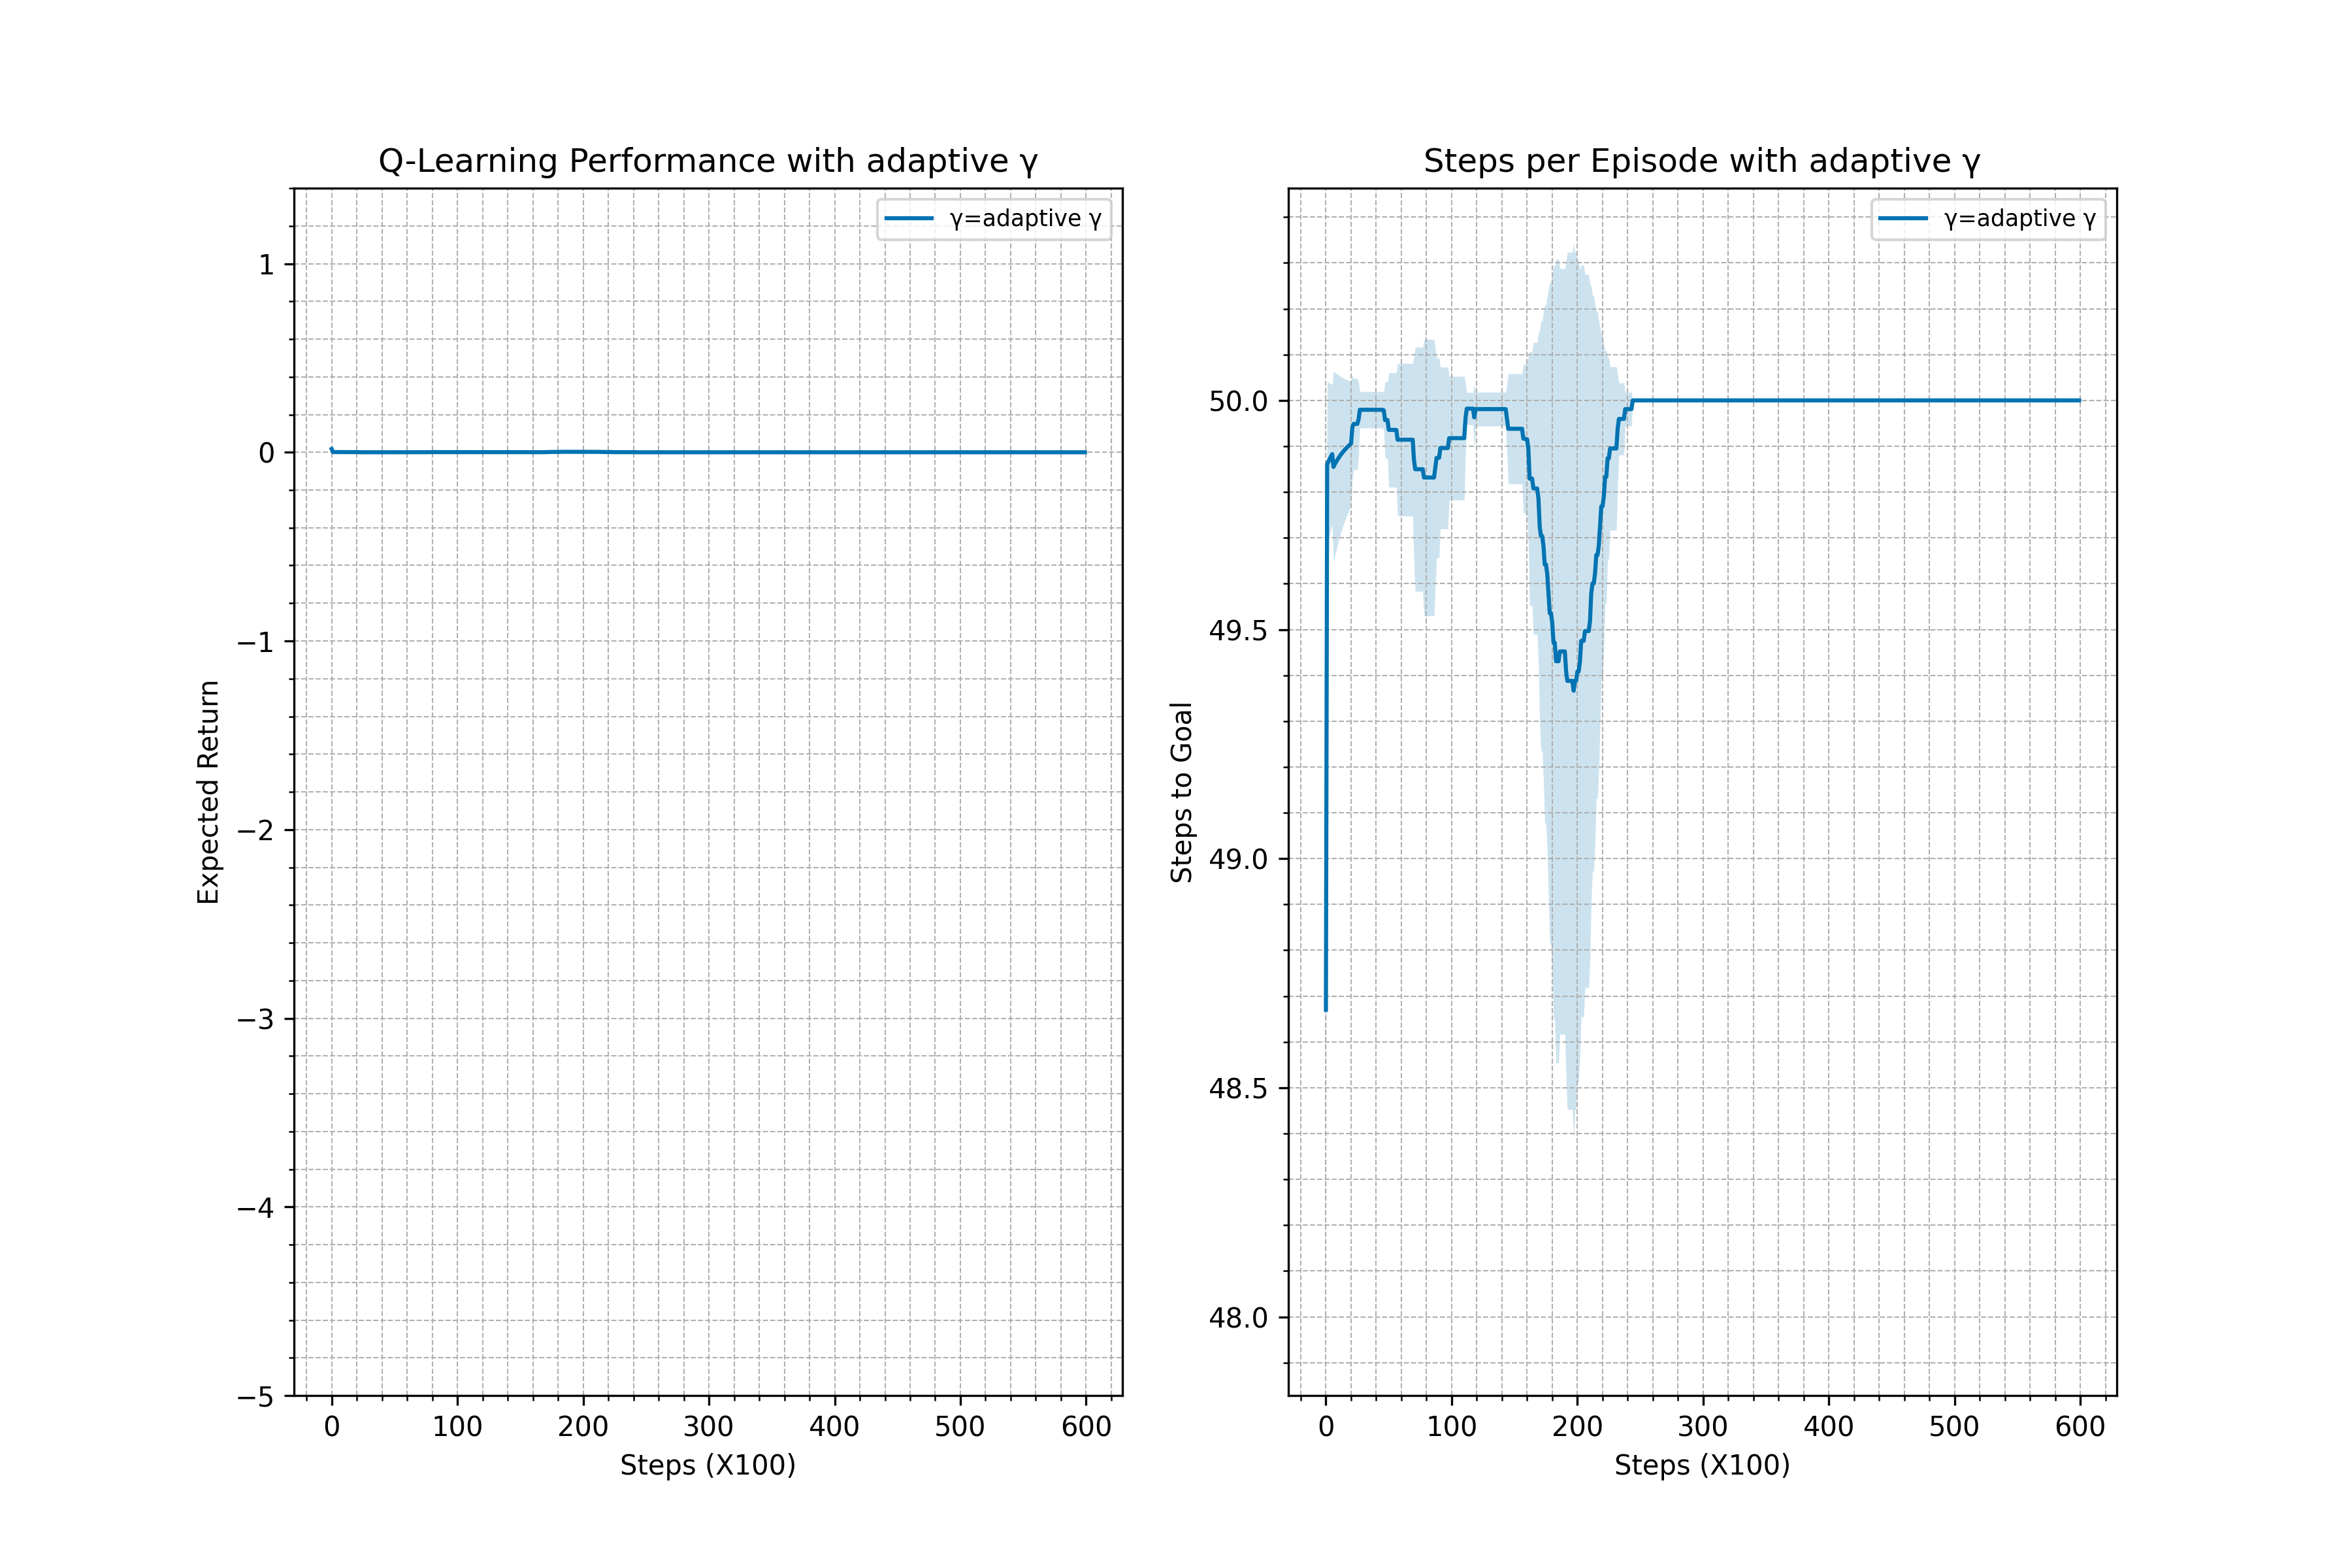 Q-Learning Performance with adaptive γ
γ=adaptive γ
1
0
−1
−2
−3
−4
−5
Expected Return
0 100 200 300 400 500 600
Steps (X100)
Steps per Episode with adaptive γ
γ=adaptive γ
50.0
49.5
49.0
48.5
48.0
Steps to Goal
0 100 200 300 400 500 600
Steps (X100)